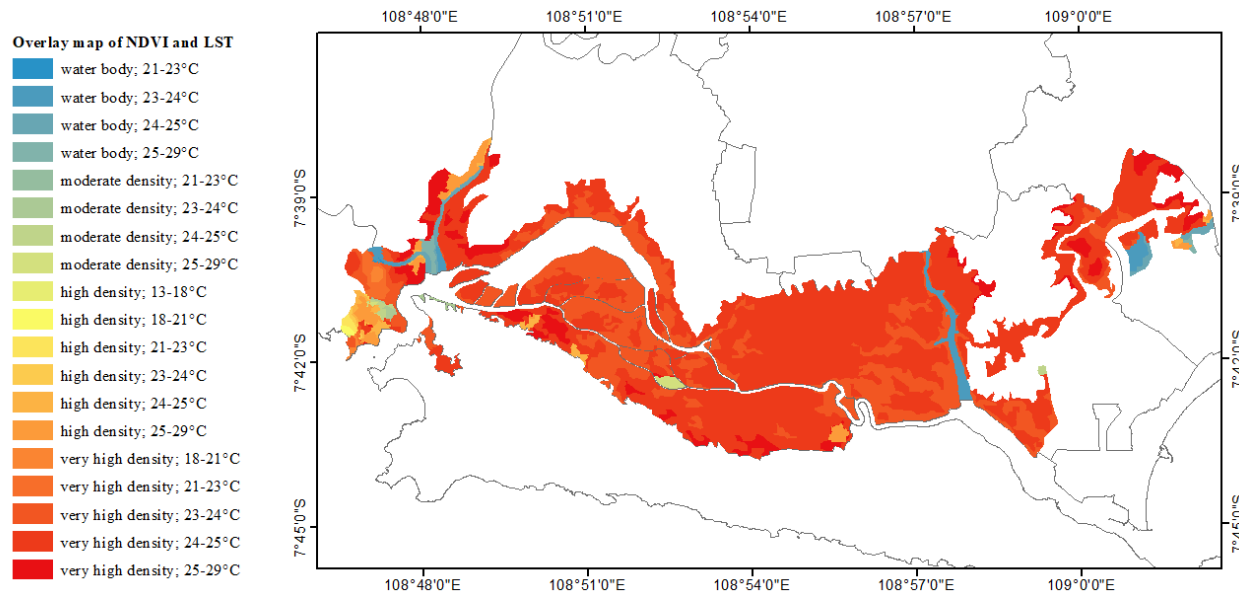 108°48'0"E 108°51'0"E 108°54'0"E 108°57'0"E 109°0'0"E
Overlay map of NDVI and LST
water body; 21-23°C
water body; 23-24°C
water body; 24-25°C
water body; 25-29°C
moderate density; 21-23°C
moderate density; 23-24°C
moderate density; 24-25°C
moderate density; 25-29°C
high density; 13-18°C
high density; 18-21°C
high density; 21-23°C
high density; 23-24°C
high density; 24-25°C
high density; 25-29°C
very high density; 18-21°C
very high density; 21-23°C
very high density; 23-24°C
very high density; 24-25°C
very high density; 25-29°C
7°39'0"S
7°42'0"S
7°45'0"S
7°39'0"S
7°42'0"S
7°45'0"S
108°48'0"E 108°51'0"E 108°54'0"E 108°57'0"E 109°0'0"E